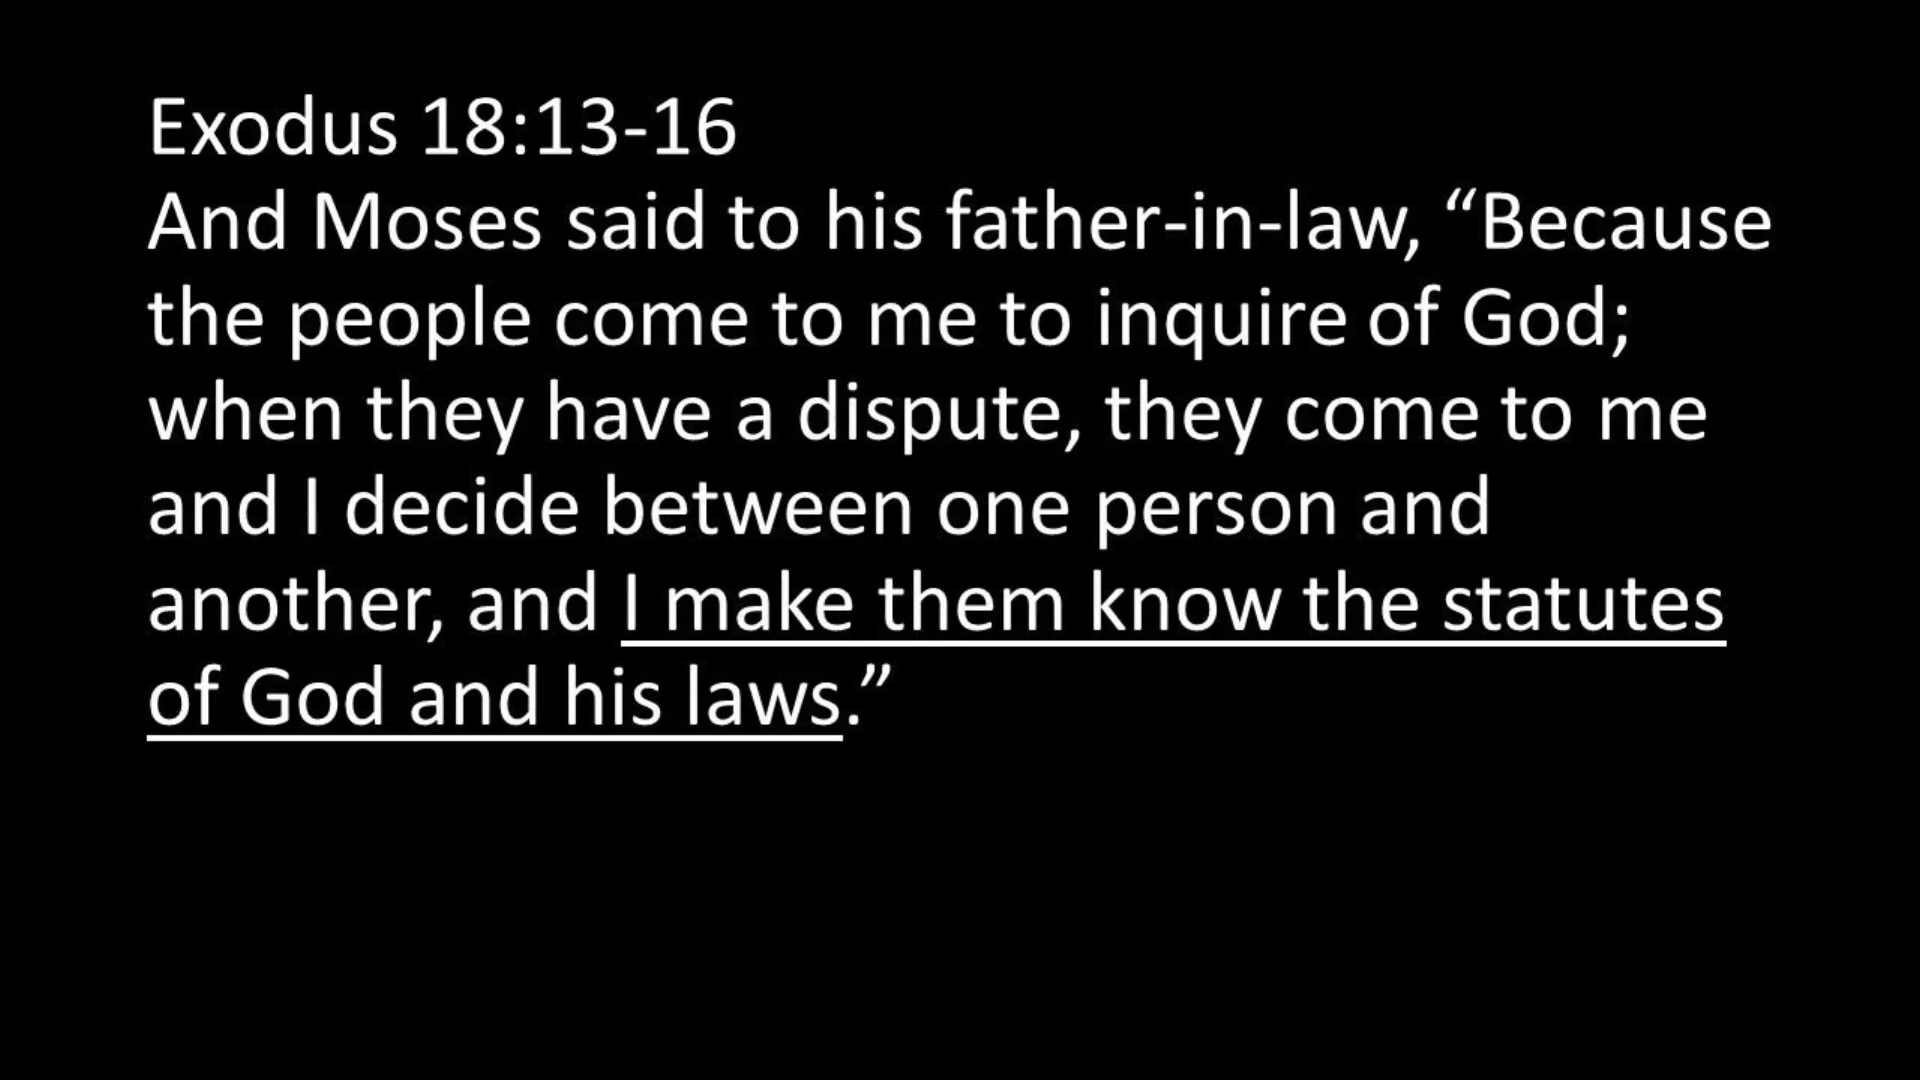 Exodus 18:13-16
And Moses said to his father-in-law, “Because
the people come to me to inquire of God;
when they have a dispute, they come to me
and I decide between one person and
another, and I make them know the statutes
of God and his laws.”